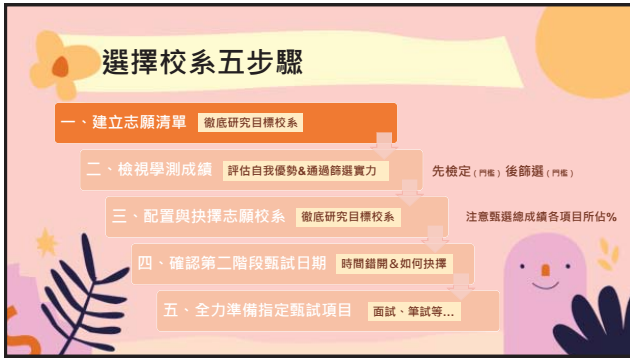 選擇校系五步驟
一、建立志願清單 徹底研究目標校系
二、檢視學測成績 評估自我優勢&通過篩選實力 先檢定(門檻)後篩選(門檻)
三、配置與抉擇志願校系 徹底研究目標校系 注意甄選總成績各項目所佔%
四、確認第二階段甄試日期 時間錯開&如何抉擇
五、全力準備指定甄試項目 面試、筆試等...